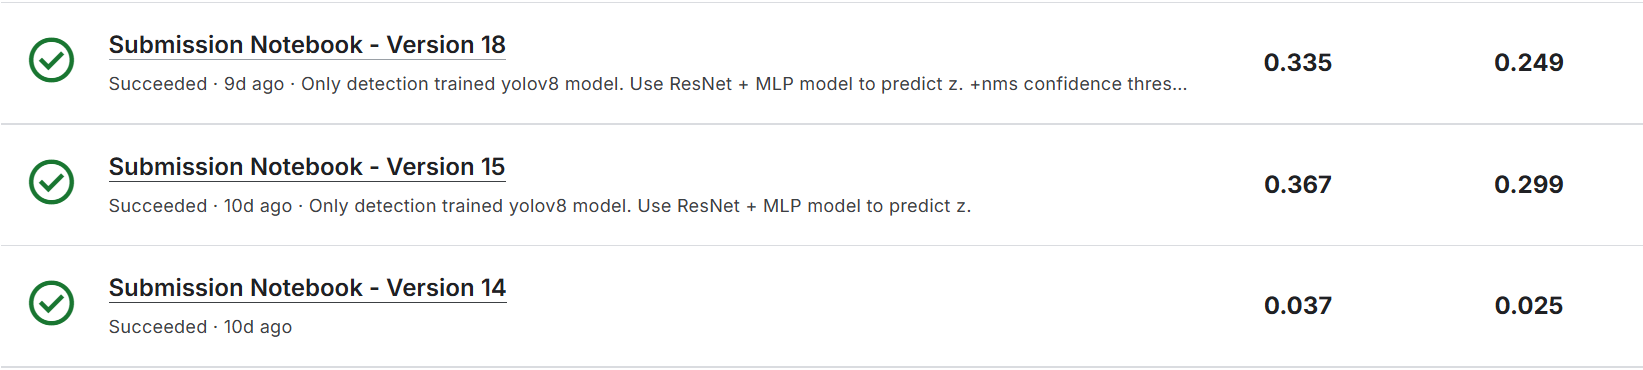 Submission Notebook - Version 18
0.335
0.249
Succeeded · 9d ago · Only detection trained yolov8 model. Use ResNet + MLP model to predict z. +nms confidence thres...
Submission Notebook - Version 15
0.367
0.299
Succeeded · 10d ago · Only detection trained yolov8 model. Use ResNet + MLP model to predict z.
Submission Notebook - Version 14
0.037
0.025
Succeeded · 10d ago